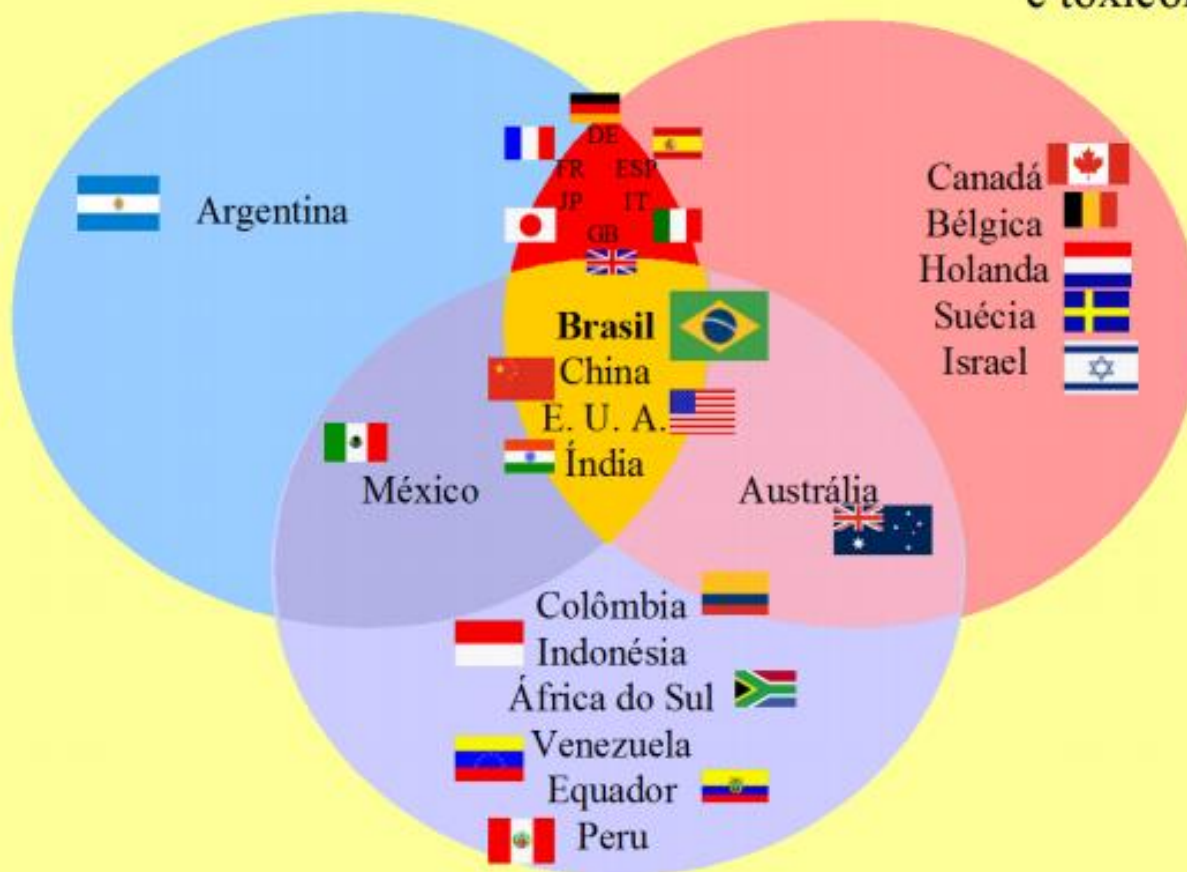 DE
FR ESP
JP IT
GB
Argentina
Canadá
Bélgica
Holanda
Suécia
Israel
Brasil
China
E. U. A.
Índia
México
Austrália
Colômbia
Indonésia
África do Sul
Venezuela
Equador
Peru